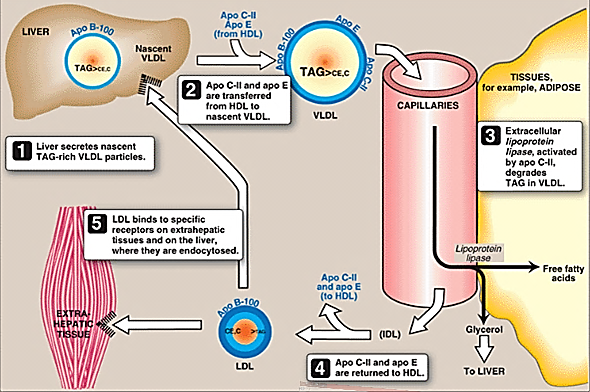 LIVER
Apo B-100
TAG>CE,C
Nascent
VLDL
Apo C-II
Apo E
(from HDL)
Apo B-100
Apo E
Apo C-II
TAG>CE,C
VLDL
CAPILLARIES
TISSUES,
for example, ADIPOSE
1 Liver secretes nascent
TAG-rich VLDL particles.
2 Apo C-II and apo E
are transferred
from HDL to
nascent VLDL.
3 Extracellular
lipoprotein
lipase, activated
by apo C-II,
degrades
TAG in VLDL.
5 LDL binds to specific
receptors on extrahepatic
tissues and on the liver,
where they are endocytosed.
Lipoprotein
lipase
Free fatty
acids
Glycerol
To LIVER
Apo C-II
and apo E
(to HDL)
(IDL)
Apo B-100
CE,C >TAG
LDL
EXTRA-
HEPATIC
TISSUE
4 Apo C-II and apo E
are returned to HDL.